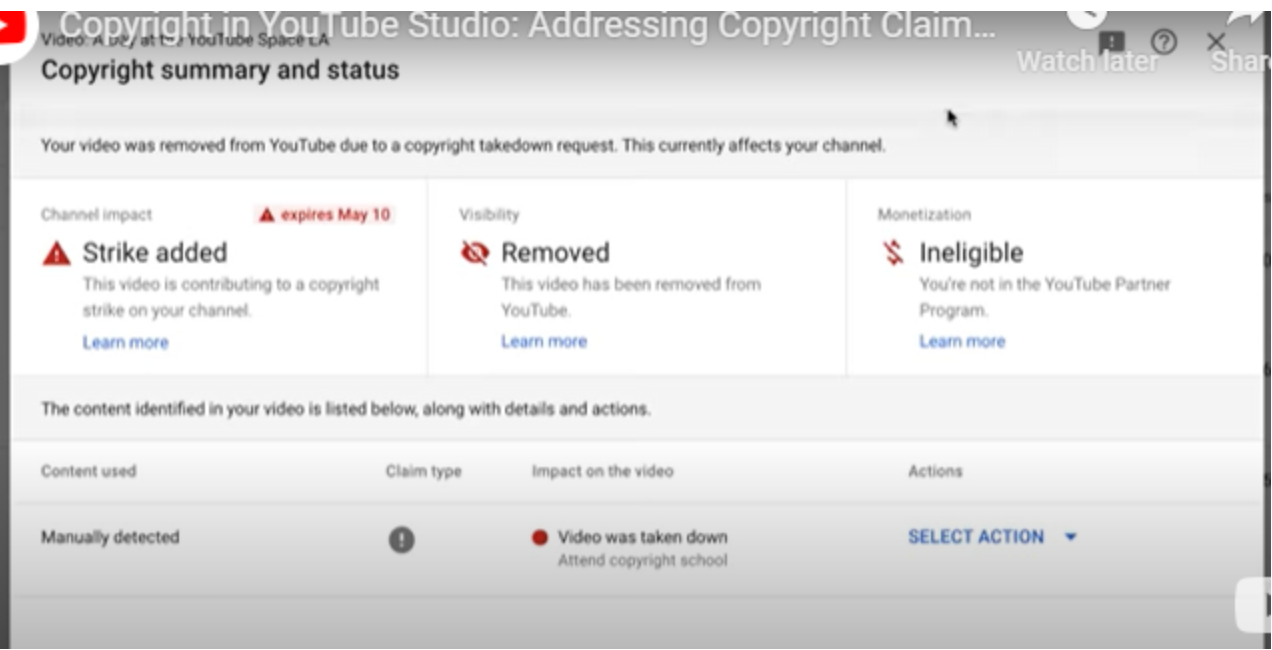 Copyright in YouTube Studio: Addressing Copyright Claim...
Video: A Day at the YouTube Space LA
Copyright summary and status
Watch later
Shar
Your video was removed from YouTube due to a copyright takedown request. This currently affects your channel.
Channel impact
expires May 10
Strike added
This video is contributing to a copyright
strike on your channel.
Learn more
Visibility
Removed
This video has been removed from
YouTube.
Learn more
Monetization
Ineligible
You're not in the YouTube Partner
Program.
Learn more
The content identified in your video is listed below, along with details and actions.
Content used
Claim type
Impact on the video
Actions
Manually detected
Video was taken down
Attend copyright school
SELECT ACTION